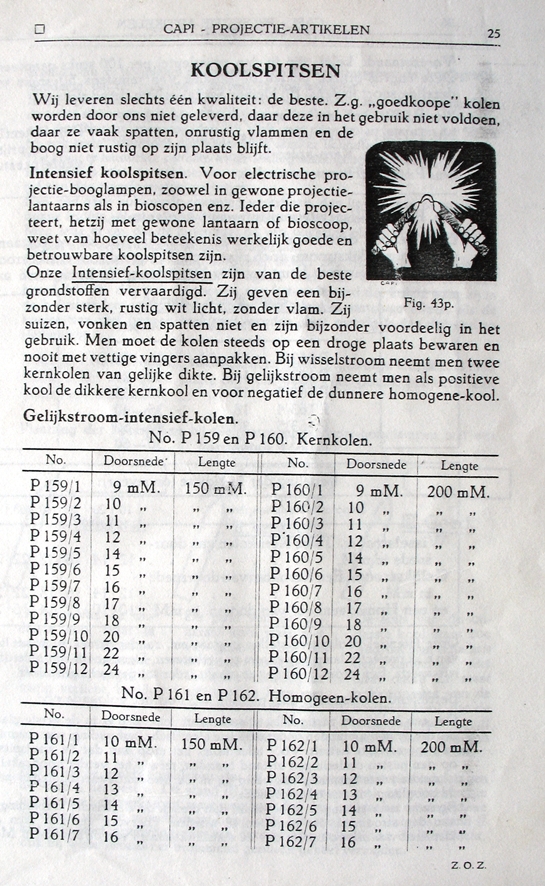 CAPI - PROJECTIE-ARTIKELEN 25
KOOLSPITSEN
Wij leveren slechts één kwaliteit: de beste. Z.g. „goedkoope” kolen
worden door ons niet geleverd, daar deze in het gebruik niet voldoen,
daar ze vaak spatten, onrustig vlammen en de
boog niet rustig op zijn plaats blijft.
Intensief koolspitsen. Voor electrische pro-
jectie-booglampen, zoowel in gewone projectie-
lantaarns als in bioscopen enz. Ieder die projec-
teert, hetzij met gewone lantaarn of bioscoop,
weet van hoeveel beteekenis werkelijk goede en
betrouwbare koolspitsen zijn.
Onze Intensief-koolspitsen zijn van de beste
grondstoffen vervaardigd. Zij geven een bij-
zonder sterk, rustig wit licht, zonder vlam. Zij
CAPI
Fig. 43p.
suizen, vonken en spatten niet en zijn bijzonder voordeelig in het
gebruik. Men moet de kolen steeds op een droge plaats bewaren en
nooit met vettige vingers aanpakken. Bij wisselstroom neemt men twee
kernkolen van gelijke dikte. Bij gelijkstroom neemt men als positieve
kool de dikkere kernkool en voor negatief de dunnere homogene-kool.
Gelijkstroom-intensief-kolen.
No. P 159 en P 160. Kernkolen.
No. Doorsnede Lengte No. Doorsnede Lengte
P 159/1 9 mM. 150 mM. P 160/1 9 mM. 200 mM.
P 159/2 10 „ „ „ P 160/2 10 „ „ „
P 159/3 11 „ „ „ P 160/3 11 „ „ „
P 159/4 12 „ „ „ P 160/4 12 „ „ „
P 159/5 14 „ „ „ P 160/5 14 „ „ „
P 159/6 15 „ „ „ P 160/6 15 „ „ „
P 159/7 16 „ „ „ P 160/7 16 „ „ „
P 159/8 17 „ „ „ P 160/8 17 „ „ „
P 159/9 18 „ „ „ P 160/9 18 „ „ „
P 159/10 20 „ „ „ P 160/10 20 „ „ „
P 159/11 22 „ „ „ P 160/11 22 „ „ „
P 159/12 24 „ „ „ P 160/12 24 „ „ „
No. P 161 en P 162. Homogeen-kolen.
No. Doorsnede Lengte No. Doorsnede Lengte
P 161/1 10 mM. 150 mM. P 162/1 10 mM. 200 mM.
P 161/2 11 „ „ „ P 162/2 11 „ „ „
P 161/3 12 „ „ „ P 162/3 12 „ „ „
P 161/4 13 „ „ „ P 162/4 13 „ „ „
P 161/5 14 „ „ „ P 162/5 14 „ „ „
P 161/6 15 „ „ „ P 162/6 15 „ „ „
P 161/7 16 „ „ „ P 162/7 16 „ „ „
Z. O. Z.